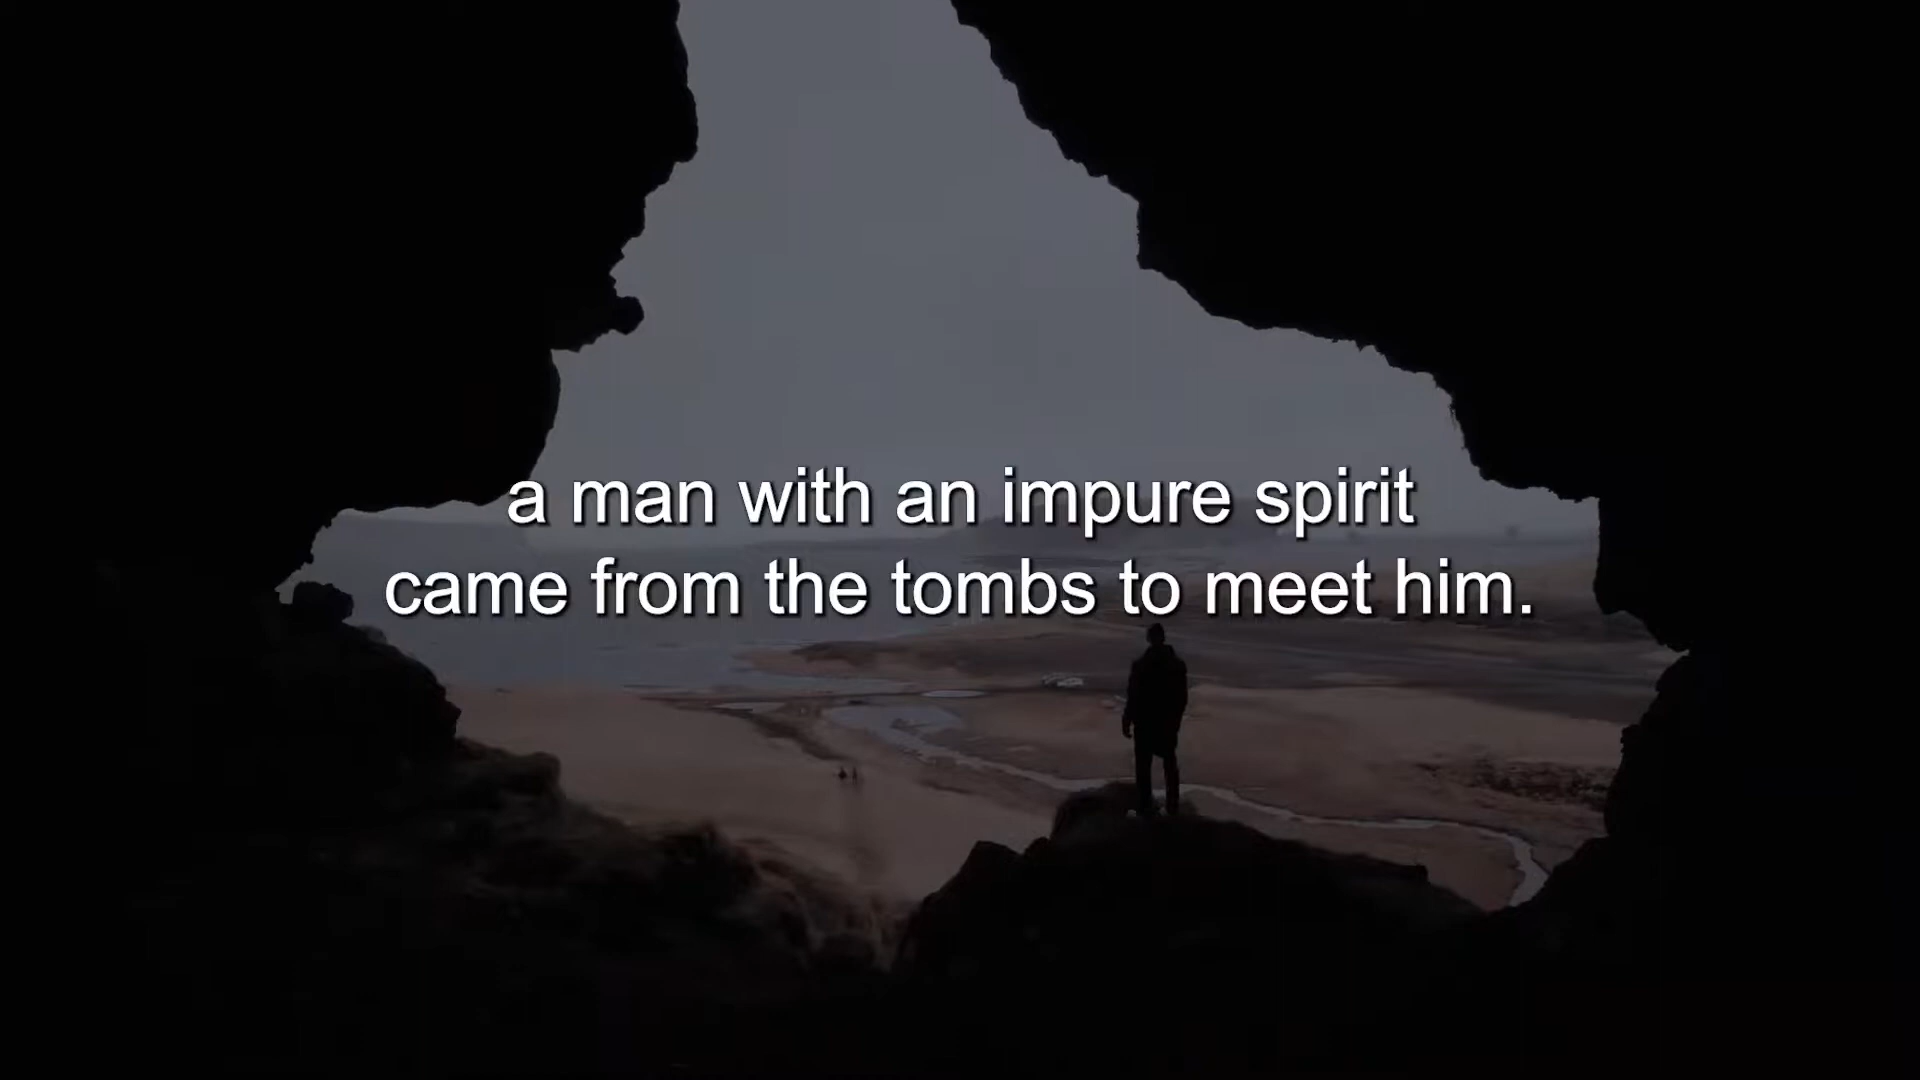 a man with an impure spirit
came from the tombs to meet him.